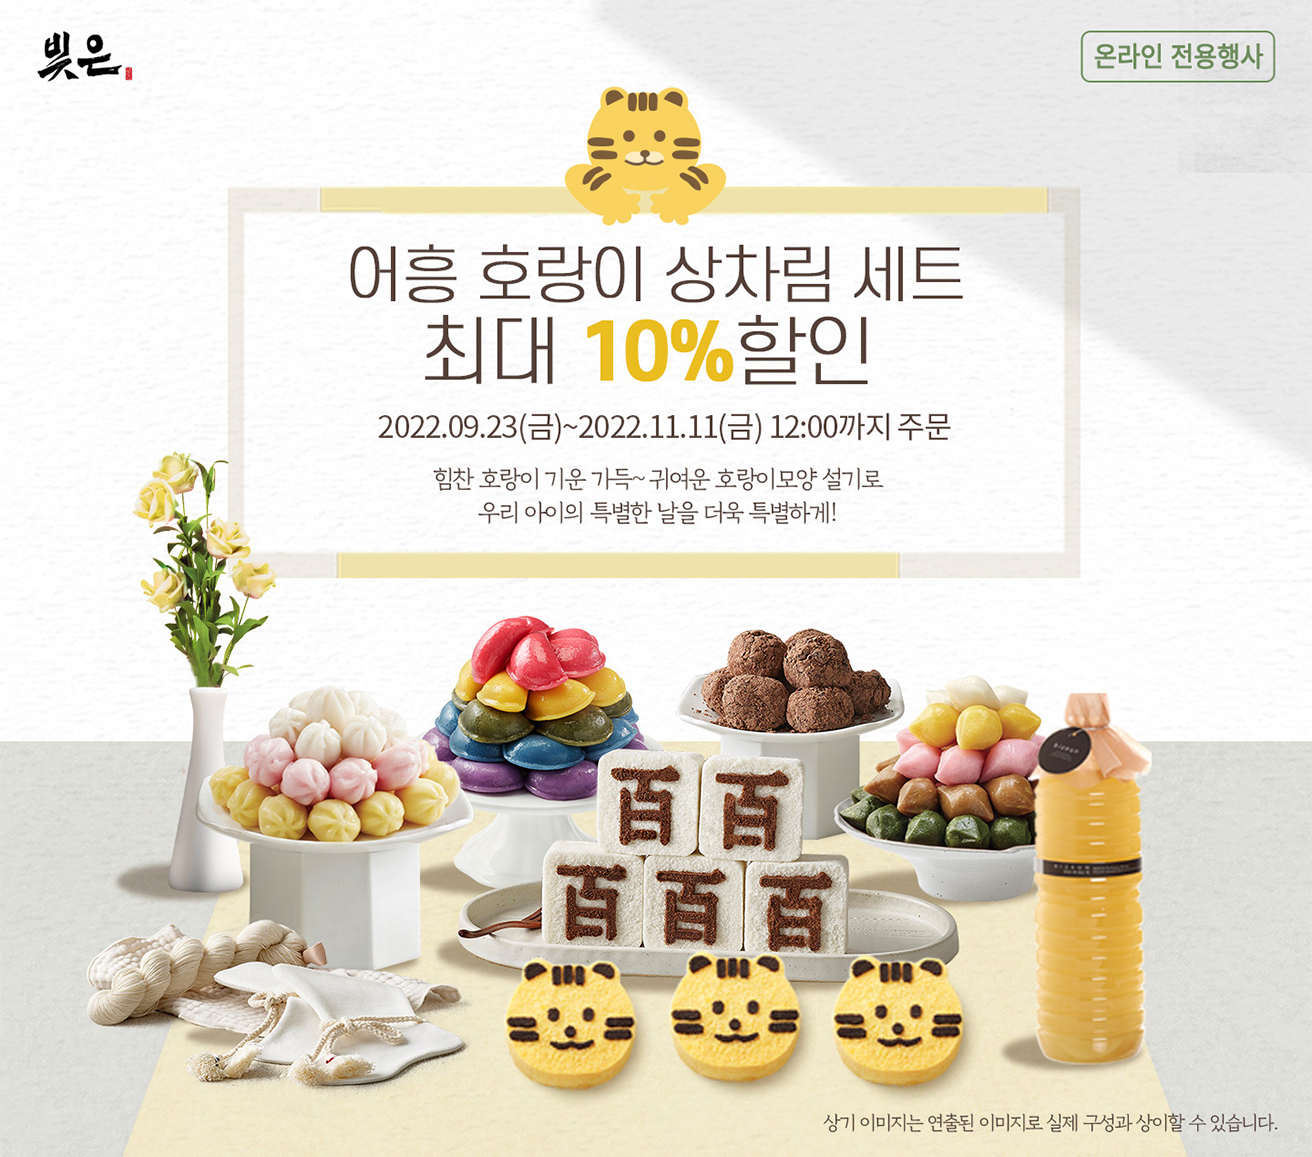 빚은
온라인 전용행사
어흥 호랑이 상차림 세트
최대 10%할인
2022.09.23(금)~2022.11.11(금) 12:00까지 주문
힘찬 호랑이 기운 가득~ 귀여운 호랑이모양 설기로
우리 아이의 특별한 날을 더욱 특별하게!
百 百
百 百 百
상기 이미지는 연출된 이미지로 실제 구성과 상이할 수 있습니다.